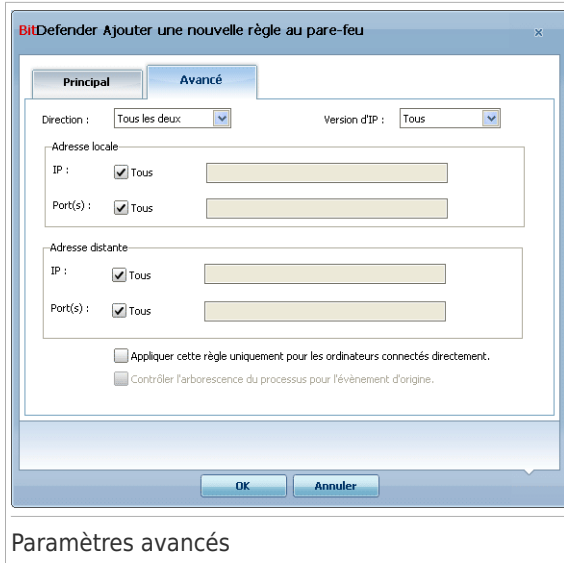 BitDefender Ajouter une nouvelle règle au pare-feu
Principal
Avancé
Direction :
Tous les deux
Version d'IP :
Tous
Adresse locale
IP :
Tous
Port(s) :
Tous
Adresse distante
IP :
Tous
Port(s) :
Tous
Appliquer cette règle uniquement pour les ordinateurs connectés directement.
Contrôler l'arborescence du processus pour l'évènement d'origine.
OK
Annuler
Paramètres avancés